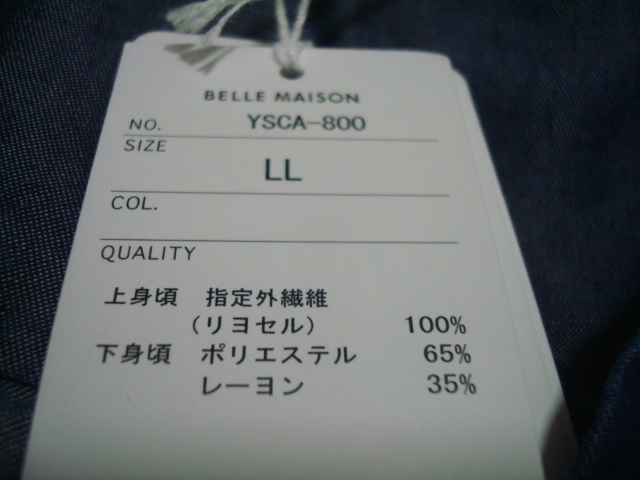 BELLE MAISON
NO. YSCA-800
SIZE
LL
COL.
QUALITY
上身頃 指定外繊維
(リヨセル) 100%
下身頃 ポリエステル 65%
レーヨン 35%